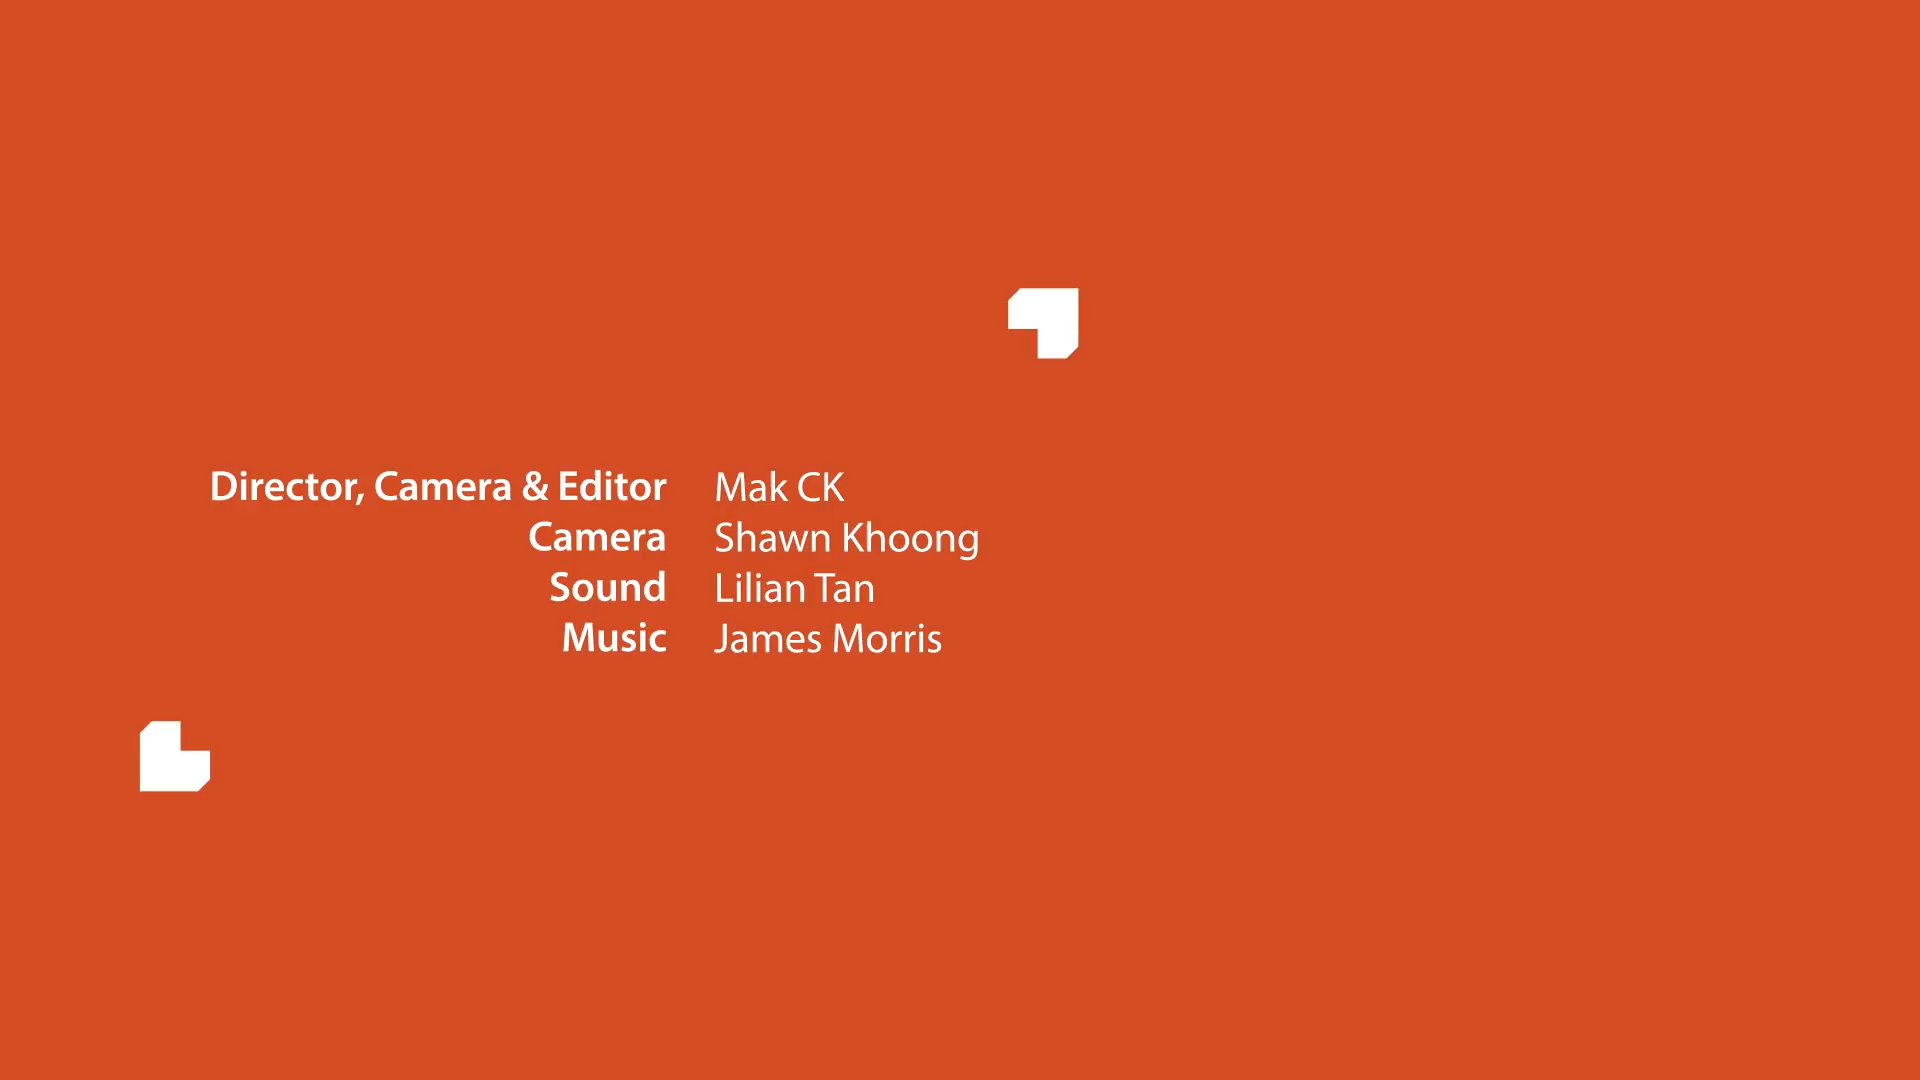 Director, Camera & Editor Mak CK
Camera Shawn Khoong
Sound Lilian Tan
Music James Morris